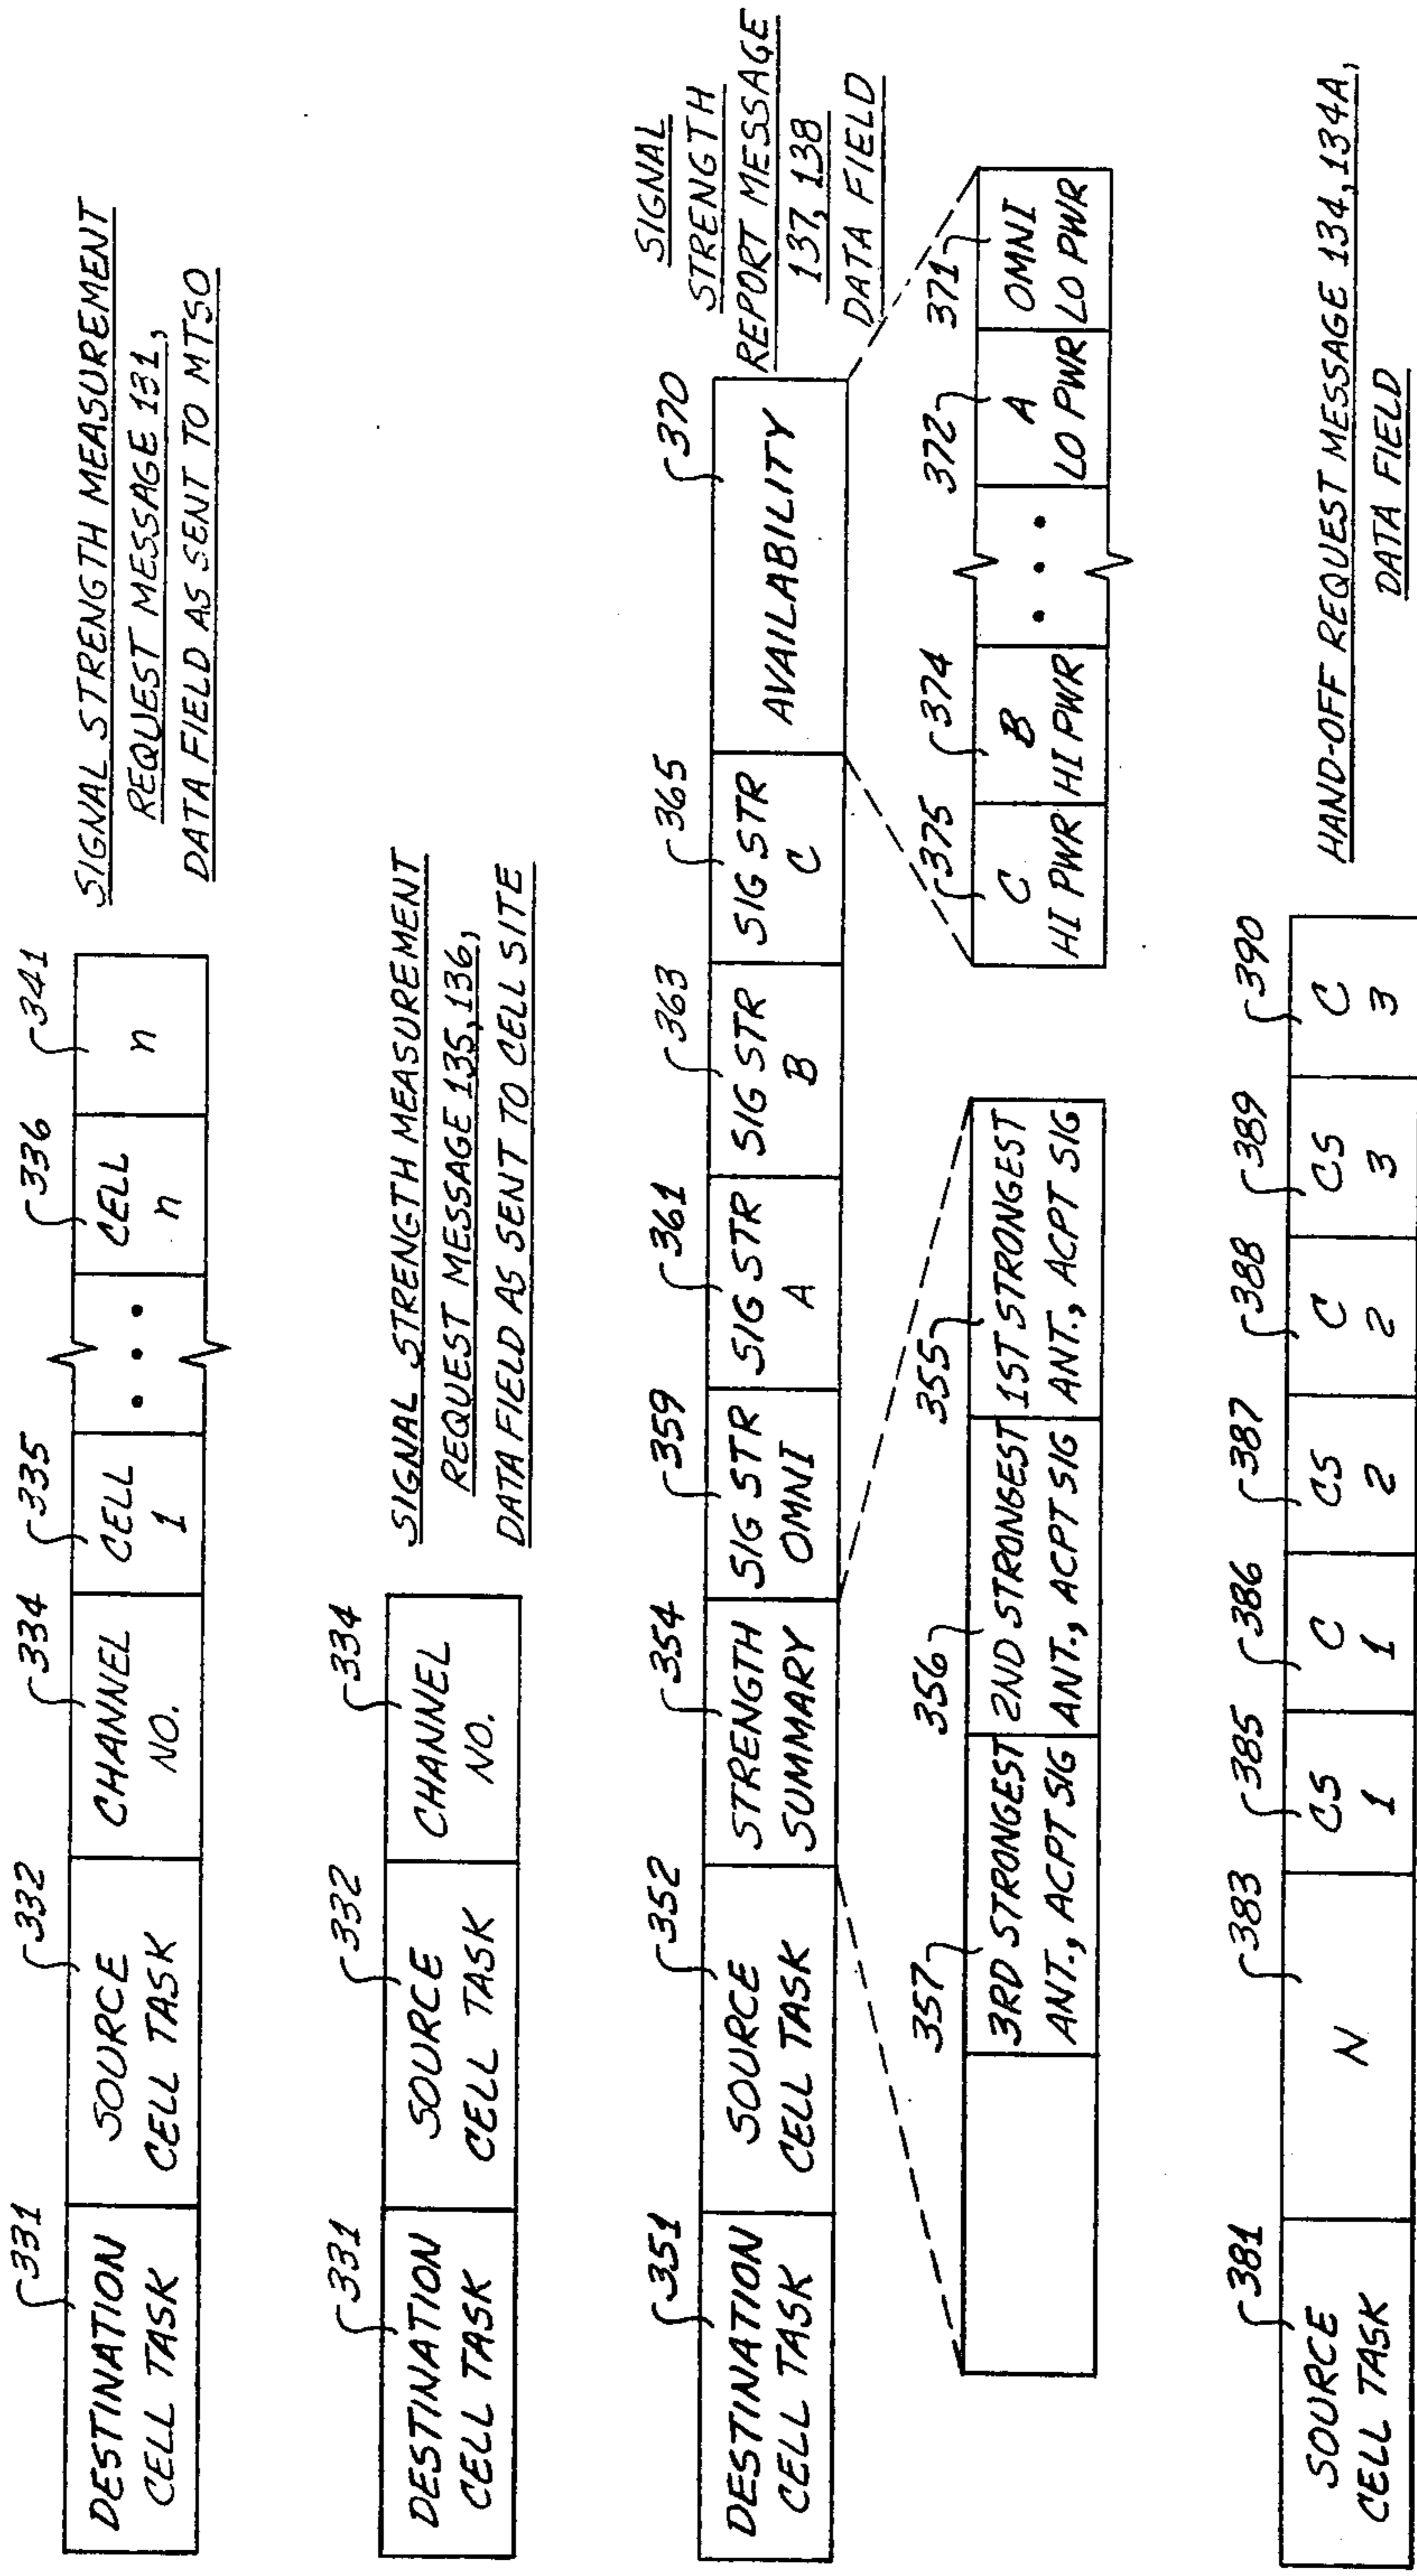 331
332
334
335
336
341
DESTINATION
CELL TASK
SOURCE
CELL TASK
CHANNEL
NO.
CELL
1
• • •
CELL
n
n
SIGNAL STRENGTH MEASUREMENT
REQUEST MESSAGE 131,
DATA FIELD AS SENT TO MTSO
331
332
334
DESTINATION
CELL TASK
SOURCE
CELL TASK
CHANNEL
NO.
SIGNAL STRENGTH MEASUREMENT
REQUEST MESSAGE 135, 136,
DATA FIELD AS SENT TO CELL SITE
351
352
354
359
361
363
365
370
DESTINATION
CELL TASK
SOURCE
CELL TASK
STRENGTH
SUMMARY
SIG STR
OMNI
SIG STR
A
SIG STR
B
SIG STR
C
AVAILABILITY
SIGNAL
STRENGTH
REPORT MESSAGE
137, 138
DATA FIELD
357
356
355
3RD STRONGEST
ANT., ACPT SIG
2ND STRONGEST
ANT., ACPT SIG
1ST STRONGEST
ANT., ACPT SIG
375
374
372
371
C
HI PWR
B
HI PWR
• • •
A
LO PWR
OMNI
LO PWR
381
383
385
386
387
388
389
390
SOURCE
CELL TASK
N
CS
1
C
1
CS
2
C
2
CS
3
C
3
HAND-OFF REQUEST MESSAGE 134, 134A,
DATA FIELD